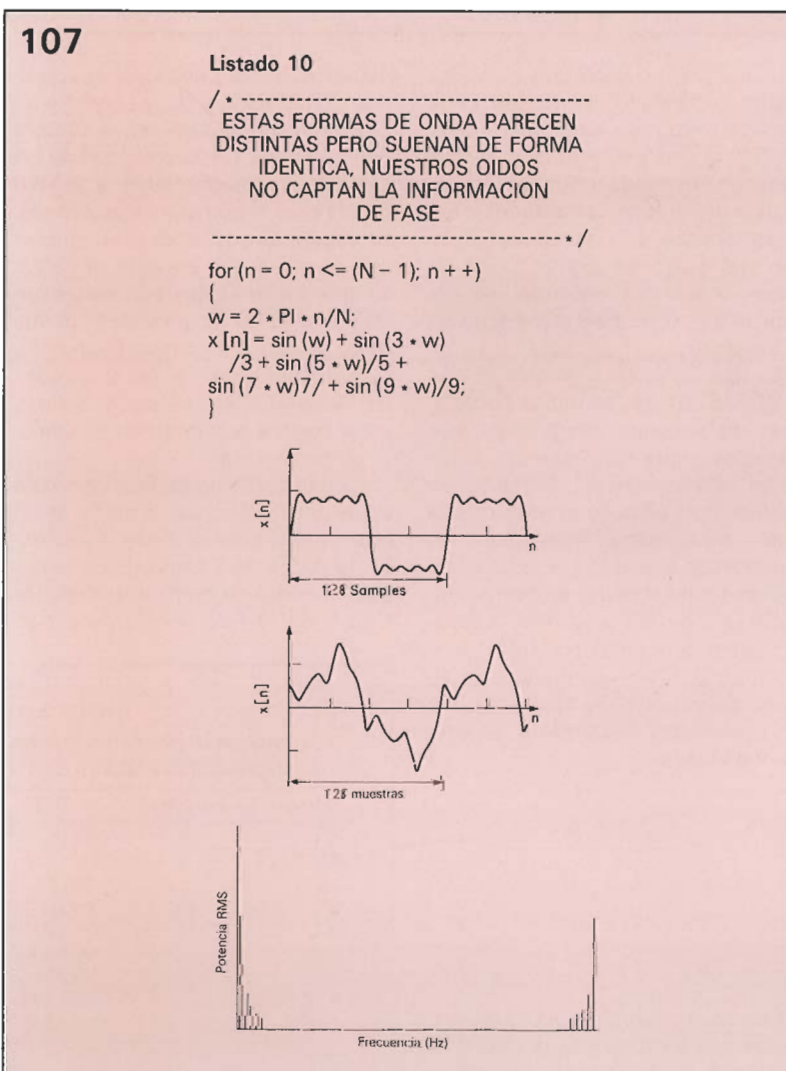 107
Listado 10
/* -----------------------------------
ESTAS FORMAS DE ONDA PARECEN
DISTINTAS PERO SUENAN DE FORMA
IDENTICA, NUESTROS OIDOS
NO CAPTAN LA INFORMACION
DE FASE
----------------------------------- */
for (n = 0; n <= (N – 1); n + +)
{
w = 2 * PI * n/N;
x [n] = sin (w) + sin (3 * w)
/3 + sin (5 * w)/5 +
sin (7 * w)7/ + sin (9 * w)/9;
}
x [n]
n
128 Samples
x [n]
n
128 muestras
Potencia RMS
Frecuencia (Hz)